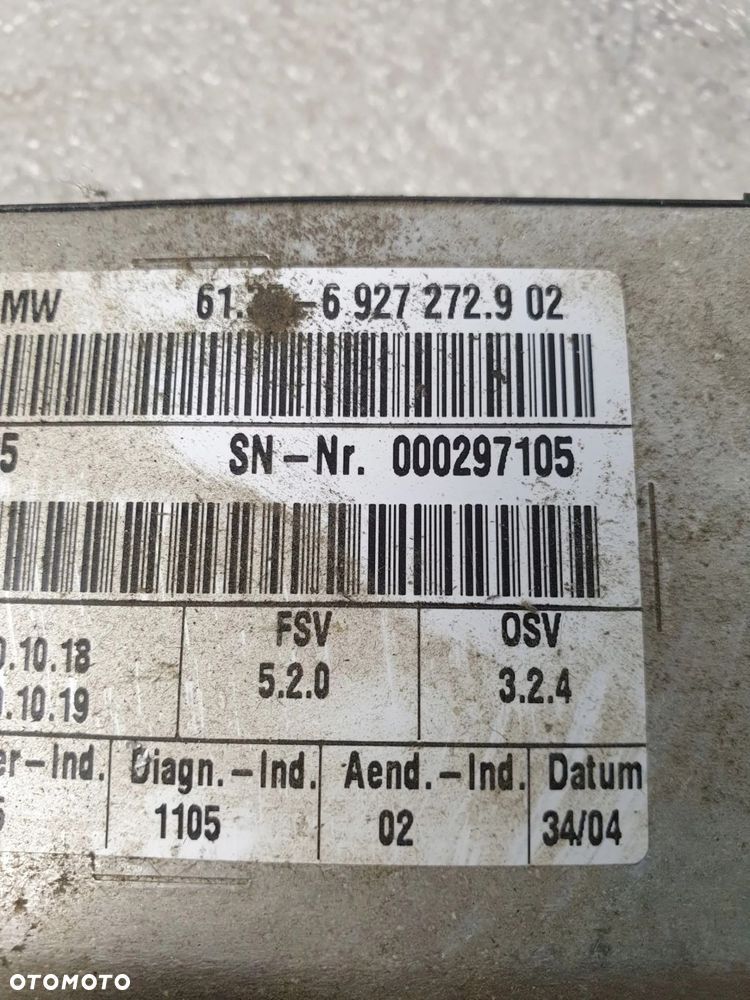 MW 61. -6 927 272.9 02
5 SN-Nr. 000297105
FSV OSV
.10.18 5.2.0 3.2.4
.10.19
er-Ind. Diagn.-Ind. Aend.-Ind. Datum
1105 02 34/04
OTOMOTO